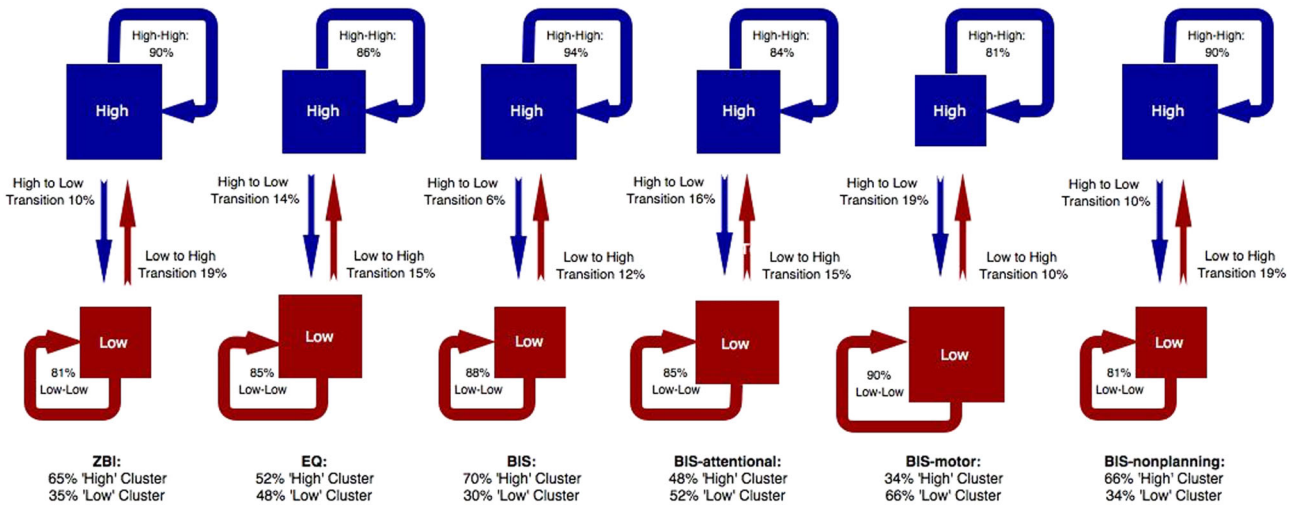 High-High:
90%
High
High to Low
Transition 10%
Low to High
Transition 19%
Low
81%
Low-Low
ZBI:
65% 'High' Cluster
35% 'Low' Cluster
High-High:
86%
High
High to Low
Transition 14%
Low to High
Transition 15%
Low
85%
Low-Low
EQ:
52% 'High' Cluster
48% 'Low' Cluster
High-High:
94%
High
High to Low
Transition 6%
Low to High
Transition 12%
Low
88%
Low-Low
BIS:
70% 'High' Cluster
30% 'Low' Cluster
High-High:
84%
High
High to Low
Transition 16%
Low to High
Transition 15%
Low
85%
Low-Low
BIS-attentional:
48% 'High' Cluster
52% 'Low' Cluster
High-High:
81%
High
High to Low
Transition 19%
Low to High
Transition 10%
Low
90%
Low-Low
BIS-motor:
34% 'High' Cluster
66% 'Low' Cluster
High-High:
90%
High
High to Low
Transition 10%
Low to High
Transition 19%
Low
81%
Low-Low
BIS-nonplanning:
66% 'High' Cluster
34% 'Low' Cluster